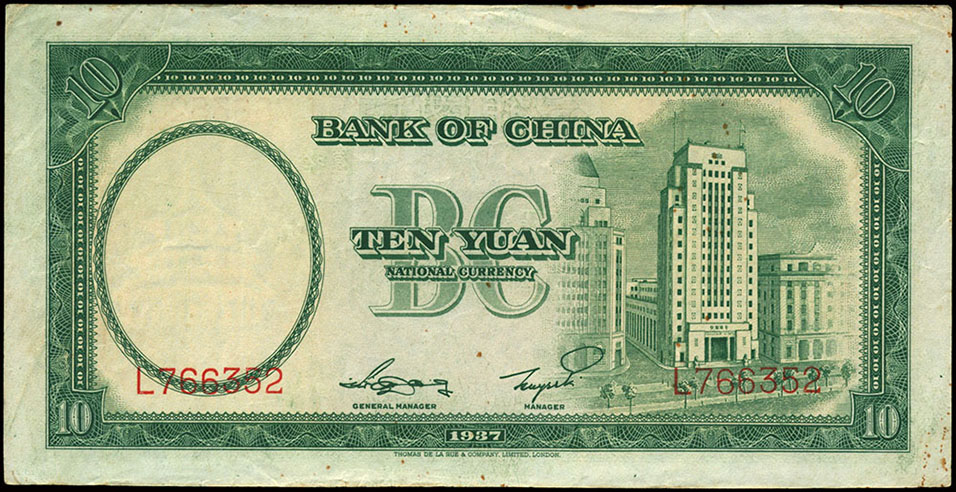 10 10
BANK OF CHINA
BC
TEN YUAN
NATIONAL CURRENCY
L766352 L766352
GENERAL MANAGER MANAGER
10 1937 10
THOMAS DE LA RUE & COMPANY, LIMITED, LONDON.